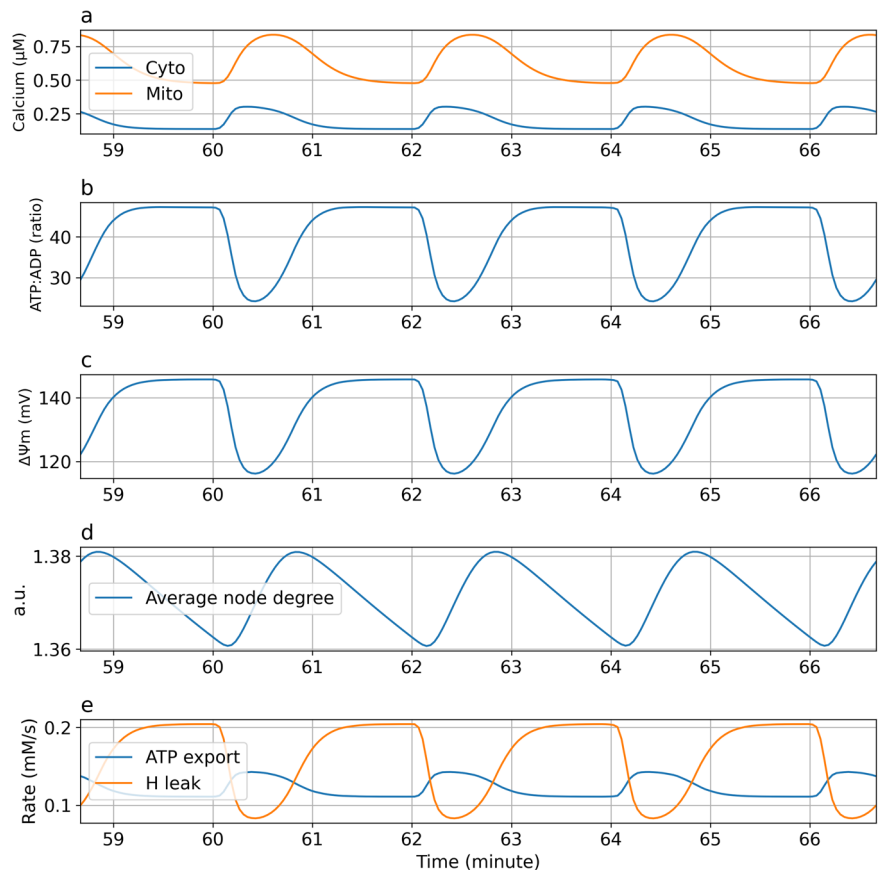 a
Calcium (μM)
0.75
0.50
0.25
Cyto
Mito
59 60 61 62 63 64 65 66
b
ATP:ADP (ratio)
40
30
59 60 61 62 63 64 65 66
c
ΔΨm (mV)
140
120
59 60 61 62 63 64 65 66
d
a.u.
1.38
1.36
Average node degree
59 60 61 62 63 64 65 66
e
Rate (mM/s)
0.2
0.1
ATP export
H leak
59 60 61 62 63 64 65 66
Time (minute)